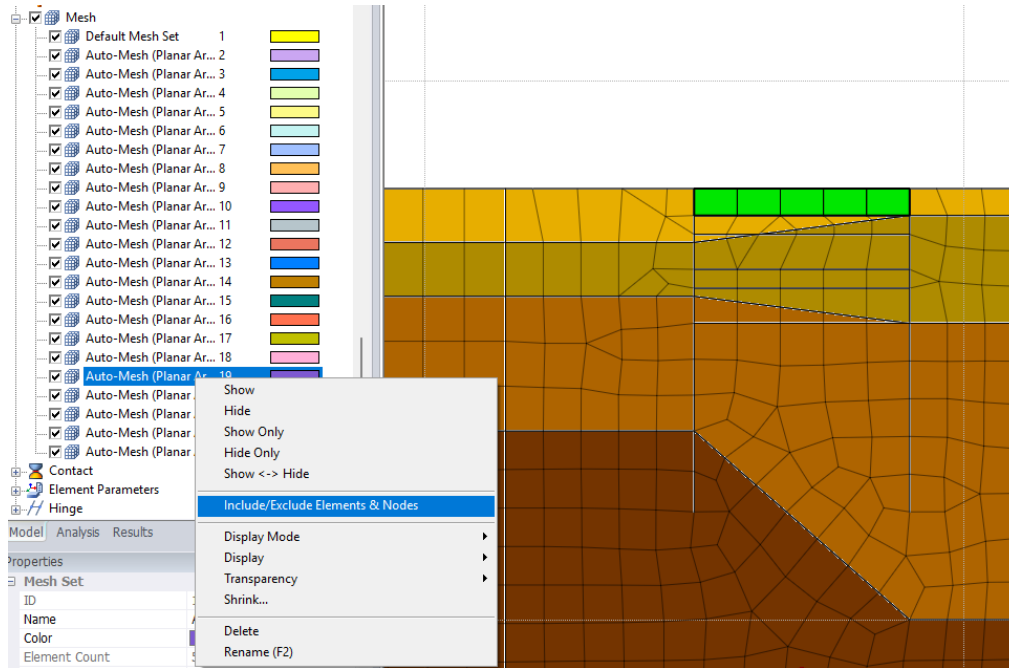 Mesh
Default Mesh Set 1
Auto-Mesh (Planar Ar... 2
Auto-Mesh (Planar Ar... 3
Auto-Mesh (Planar Ar... 4
Auto-Mesh (Planar Ar... 5
Auto-Mesh (Planar Ar... 6
Auto-Mesh (Planar Ar... 7
Auto-Mesh (Planar Ar... 8
Auto-Mesh (Planar Ar... 9
Auto-Mesh (Planar Ar... 10
Auto-Mesh (Planar Ar... 11
Auto-Mesh (Planar Ar... 12
Auto-Mesh (Planar Ar... 13
Auto-Mesh (Planar Ar... 14
Auto-Mesh (Planar Ar... 15
Auto-Mesh (Planar Ar... 16
Auto-Mesh (Planar Ar... 17
Auto-Mesh (Planar Ar... 18
Auto-Mesh (Planar Ar... 19
Auto-Mesh (Planar
Auto-Mesh (Planar
Auto-Mesh (Planar
Auto-Mesh (Planar
Contact
Element Parameters
Hinge
Model Analysis Results
Properties
Mesh Set
ID
Name
Color
Element Count
Show
Hide
Show Only
Hide Only
Show <-> Hide
Include/Exclude Elements & Nodes
Display Mode
Display
Transparency
Shrink...
Delete
Rename (F2)